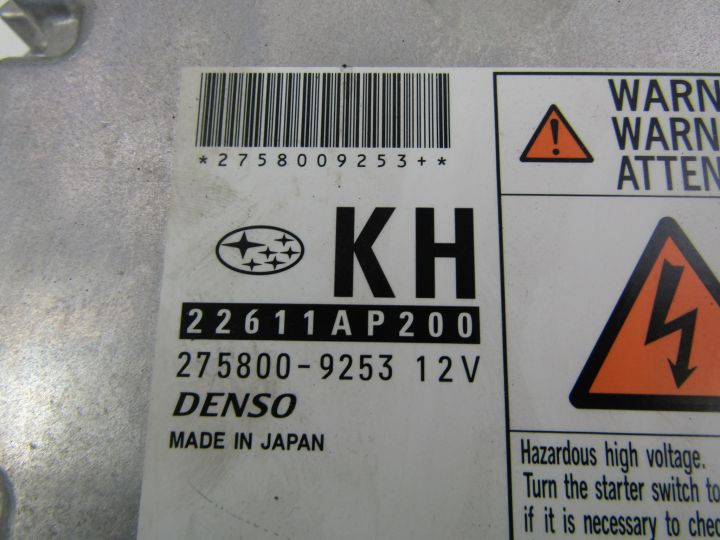 *2758009253+*
KH
22611AP200
275800-9253 12V
DENSO
MADE IN JAPAN
WARN
WARN
ATTEN
Hazardous high voltage.
Turn the starter switch to
if it is necessary to chec